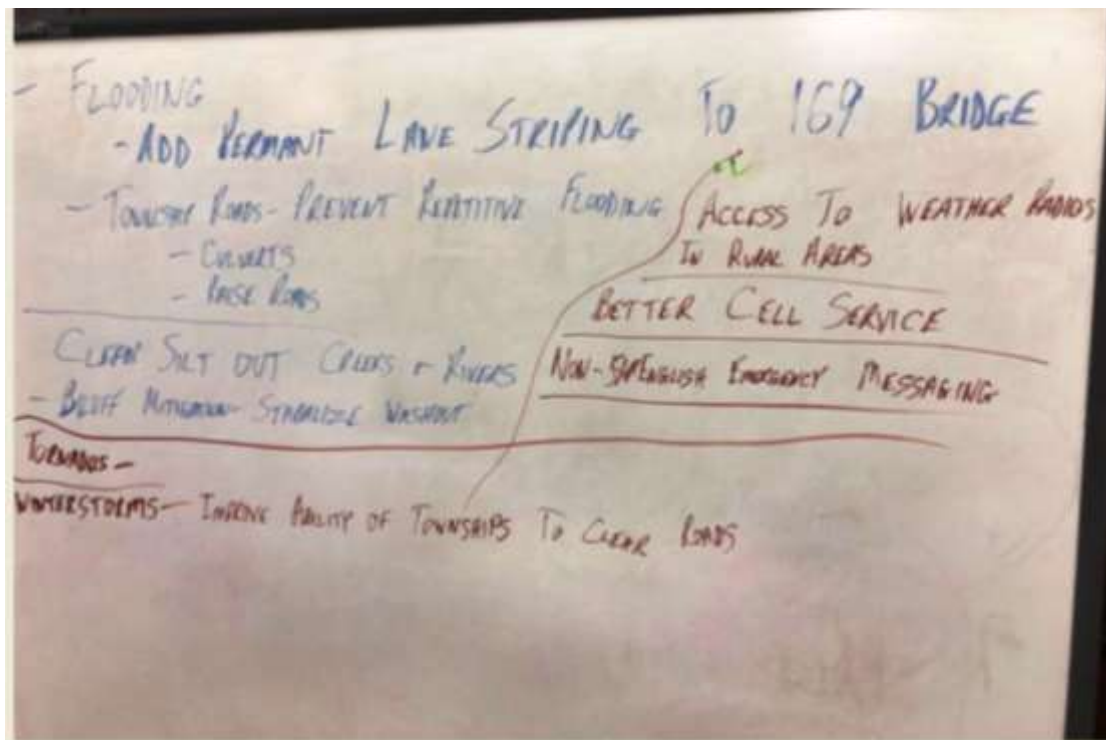 - FLOODING
- ADD PERMANT LANE STRIPING TO 169 BRIDGE
- TOWNSHIP ROADS - PREVENT REPETITIVE FLOODING
- CULVERTS
- RAISE ROADS
CLEAN SILT OUT CREEKS + RIVERS
- BLUFF MITIGATION - STABILIZE WASHOUT
ACCESS TO WEATHER RADIOS
IN RURAL AREAS
BETTER CELL SERVICE
NON-ENGLISH EMERGENCY MESSAGING
TORNADOS -
WINTERSTORMS - IMPROVE ABILITY OF TOWNSHIPS TO CLEAR ROADS